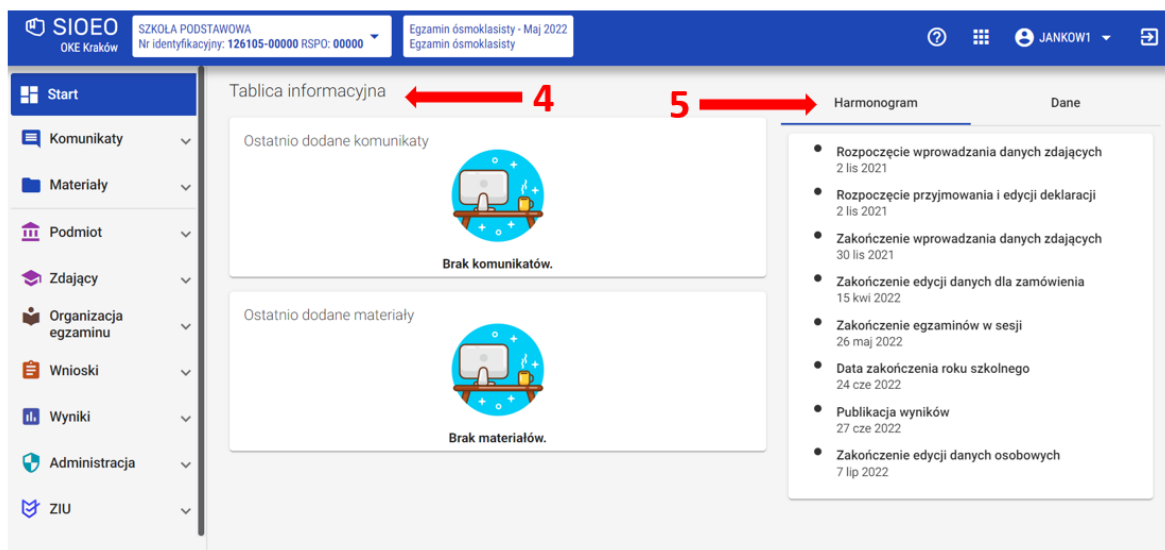 SIOEO
OKE Kraków
SZKOŁA PODSTAWOWA
Nr identyfikacyjny: 126105-00000 RSPO: 00000
Egzamin ósmoklasisty - Maj 2022
Egzamin ósmoklasisty
JANKOW1
Start
Komunikaty
Materiały
Podmiot
Zdający
Organizacja
egzaminu
Wnioski
Wyniki
Administracja
ZIU
Tablica informacyjna
4
Ostatnio dodane komunikaty
Brak komunikatów.
Ostatnio dodane materiały
Brak materiałów.
5
Harmonogram
Dane
Rozpoczęcie wprowadzania danych zdających
2 lis 2021
Rozpoczęcie przyjmowania i edycji deklaracji
2 lis 2021
Zakończenie wprowadzania danych zdających
30 lis 2021
Zakończenie edycji danych dla zamówienia
15 kwi 2022
Zakończenie egzaminów w sesji
26 maj 2022
Data zakończenia roku szkolnego
24 cze 2022
Publikacja wyników
27 cze 2022
Zakończenie edycji danych osobowych
7 lip 2022